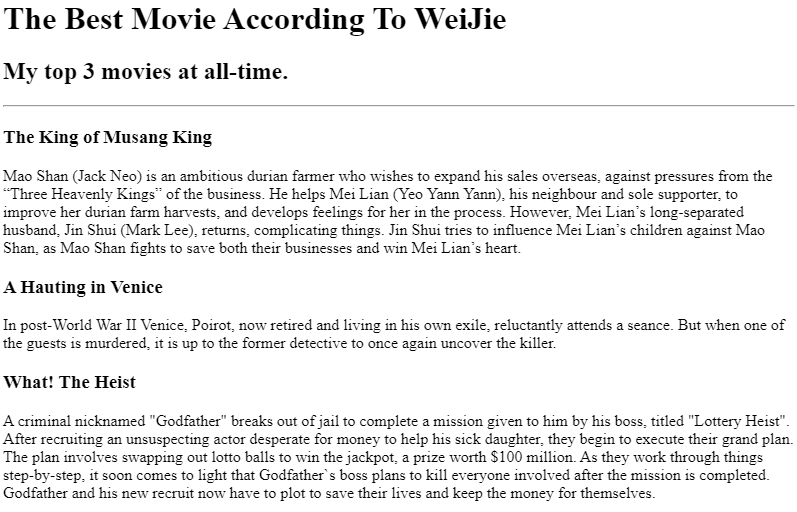 The Best Movie According To WeiJie
My top 3 movies at all-time.
The King of Musang King
Mao Shan (Jack Neo) is an ambitious durian farmer who wishes to expand his sales overseas, against pressures from the
“Three Heavenly Kings” of the business. He helps Mei Lian (Yeo Yann Yann), his neighbour and sole supporter, to
improve her durian farm harvests, and develops feelings for her in the process. However, Mei Lian’s long-separated
husband, Jin Shui (Mark Lee), returns, complicating things. Jin Shui tries to influence Mei Lian’s children against Mao
Shan, as Mao Shan fights to save both their businesses and win Mei Lian’s heart.
A Hauting in Venice
In post-World War II Venice, Poirot, now retired and living in his own exile, reluctantly attends a seance. But when one of
the guests is murdered, it is up to the former detective to once again uncover the killer.
What! The Heist
A criminal nicknamed "Godfather" breaks out of jail to complete a mission given to him by his boss, titled "Lottery Heist".
After recruiting an unsuspecting actor desperate for money to help his sick daughter, they begin to execute their grand plan.
The plan involves swapping out lotto balls to win the jackpot, a prize worth $100 million. As they work through things
step-by-step, it soon comes to light that Godfather`s boss plans to kill everyone involved after the mission is completed.
Godfather and his new recruit now have to plot to save their lives and keep the money for themselves.